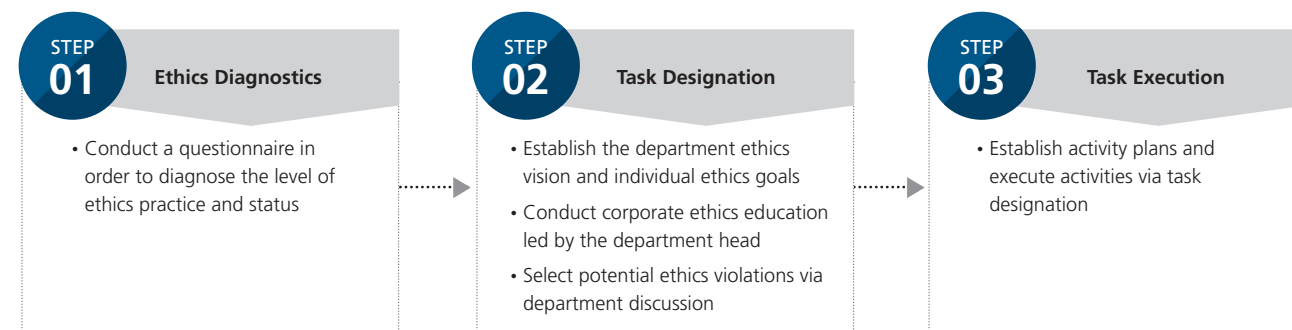 STEP
01
Ethics Diagnostics
• Conduct a questionnaire in
order to diagnose the level of
ethics practice and status
STEP
02
Task Designation
• Establish the department ethics
vision and individual ethics goals
• Conduct corporate ethics education
led by the department head
• Select potential ethics violations via
department discussion
STEP
03
Task Execution
• Establish activity plans and
execute activities via task
designation